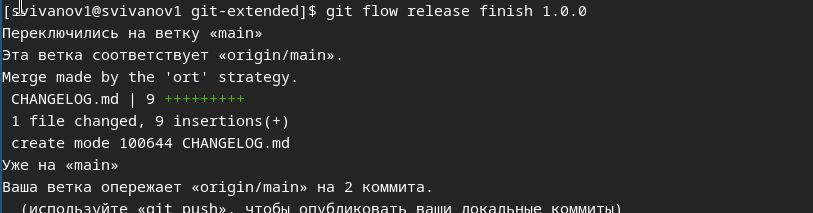 [svivanov1@svivanov1 git-extended]$ git flow release finish 1.0.0
Переключились на ветку «main»
Эта ветка соответствует «origin/main».
Merge made by the 'ort' strategy.
 CHANGELOG.md | 9 +++++++++
 1 file changed, 9 insertions(+)
 create mode 100644 CHANGELOG.md
Уже на «main»
Ваша ветка опережает «origin/main» на 2 коммита.
  (используйте «git push», чтобы опубликовать ваши локальные коммиты)